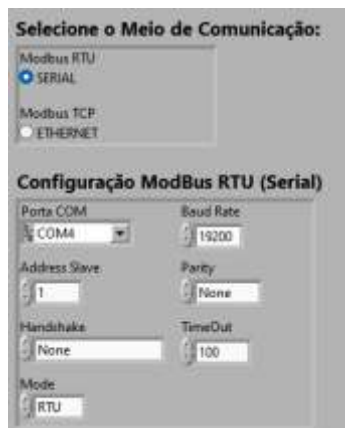 Selecione o Meio de Comunicação:
Modbus RTU
SERIAL
Modbus TCP
ETHERNET
Configuração ModBus RTU (Serial)
Porta COM Baud Rate
COM4 19200
Address Slave Parity
1 None
Handshake TimeOut
None 100
Mode
RTU